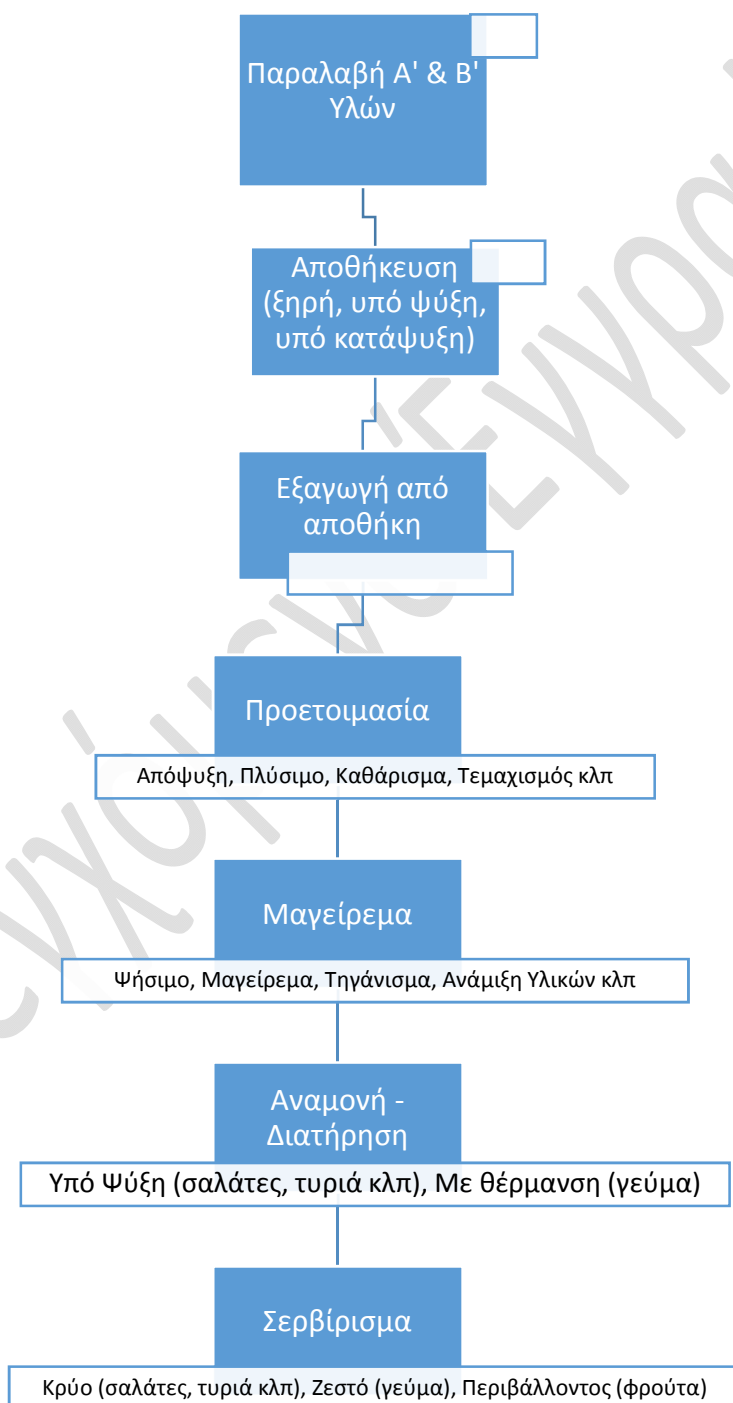 Παραλαβή Α' & Β'
Υλών
Αποθήκευση
(ξηρή, υπό ψύξη,
υπό κατάψυξη)
Εξαγωγή από
αποθήκη
Προετοιμασία
Απόψυξη, Πλύσιμο, Καθάρισμα, Τεμαχισμός κλπ
Μαγείρεμα
Ψήσιμο, Μαγείρεμα, Τηγάνισμα, Ανάμιξη Υλικών κλπ
Αναμονή -
Διατήρηση
Υπό Ψύξη (σαλάτες, τυριά κλπ), Με θέρμανση (γεύμα)
Σερβίρισμα
Κρύο (σαλάτες, τυριά κλπ), Ζεστό (γεύμα), Περιβάλλοντος (φρούτα)